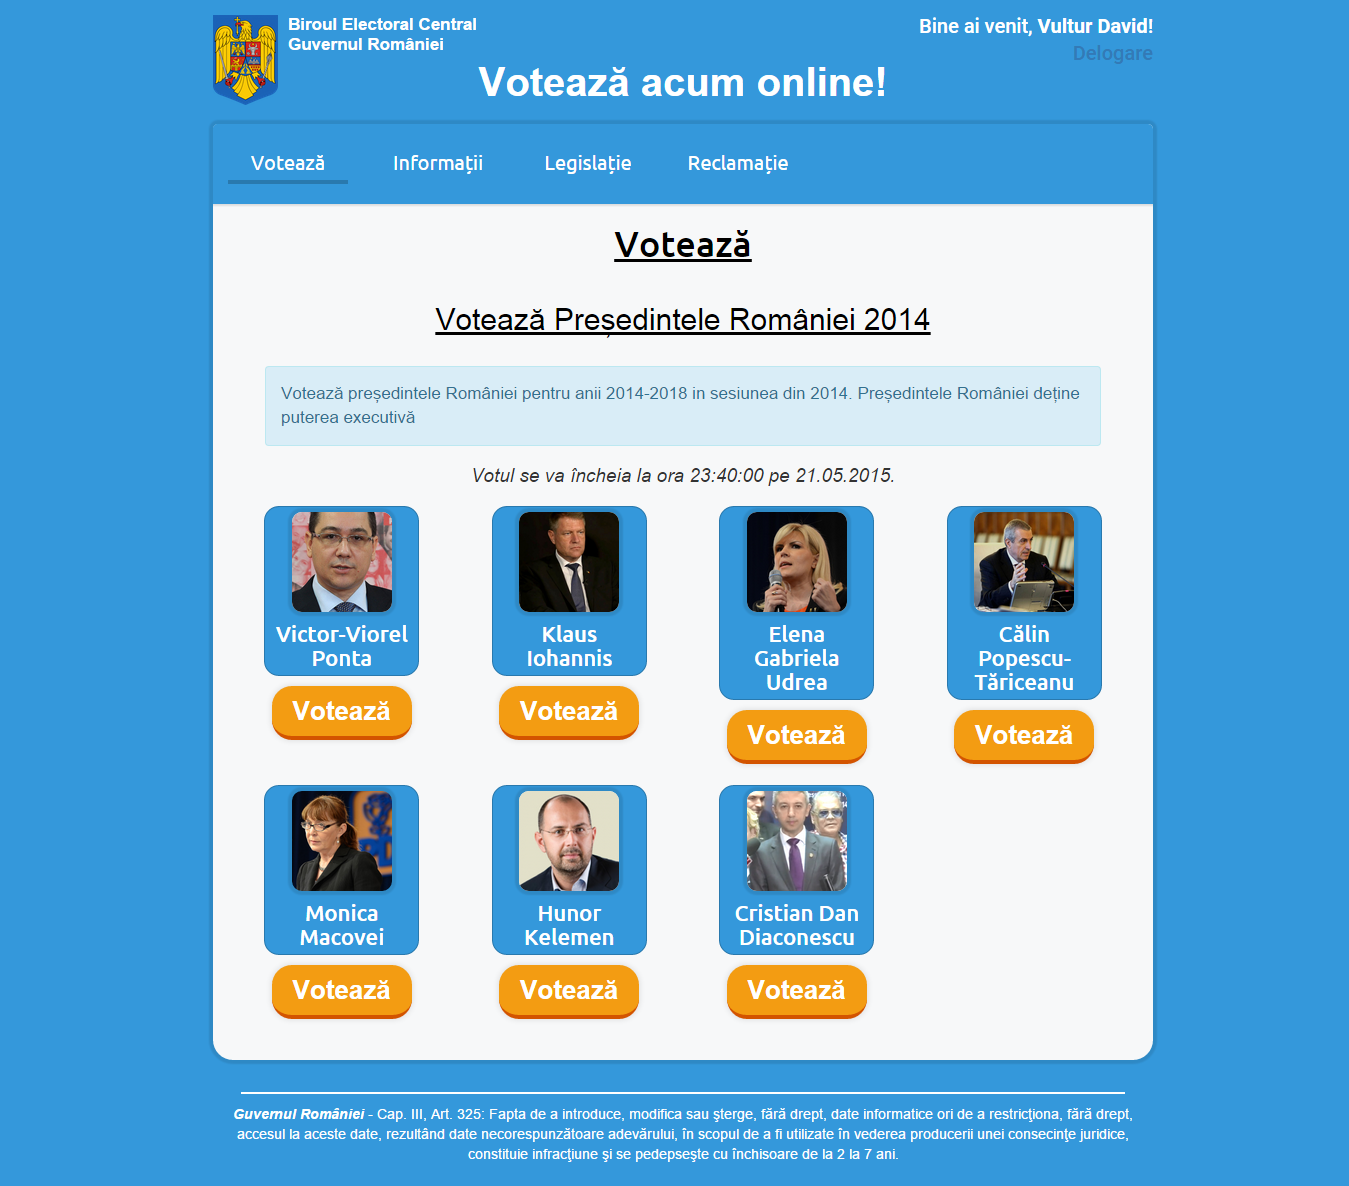 Biroul Electoral Central
Guvernul României
Bine ai venit, Vultur David!
Delogare
Votează acum online!
Votează Informații Legislație Reclamație
Votează
Votează Președintele României 2014
Votează președintele României pentru anii 2014-2018 in sesiunea din 2014. Președintele României deține
puterea executivă
Votul se va încheia la ora 23:40:00 pe 21.05.2015.
Victor-Viorel
Ponta
Votează
Klaus
Iohannis
Votează
Elena
Gabriela
Udrea
Votează
Călin
Popescu-
Tăriceanu
Votează
Monica
Macovei
Votează
Hunor
Kelemen
Votează
Cristian Dan
Diaconescu
Votează
Guvernul României - Cap. III, Art. 325: Fapta de a introduce, modifica sau şterge, fără drept, date informatice ori de a restricţiona, fără drept,
accesul la aceste date, rezultând date necorespunzătoare adevărului, în scopul de a fi utilizate în vederea producerii unei consecinţe juridice,
constituie infracţiune şi se pedepseşte cu închisoare de la 2 la 7 ani.